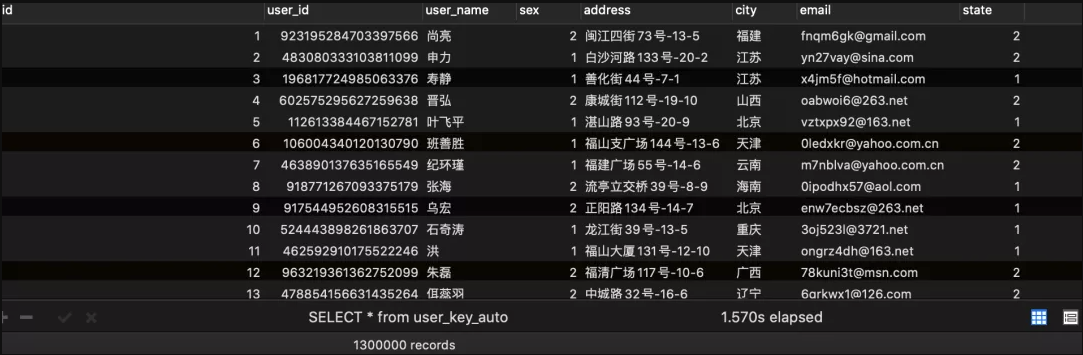 id user_id user_name sex address city email state
1 923195284703397566 尚亮 2 闽江四街73号-13-5 福建 fnqm6gk@gmail.com 2
2 483080333103811099 申力 1 白沙河路133号-20-2 江苏 yn27vay@sina.com 2
3 196817724985063376 寿静 1 善化街44号-7-1 江苏 x4jm5f@hotmail.com 1
4 602575295627259638 晋弘 2 康城街112号-19-10 山西 oabwoi6@263.net 2
5 112613384467152781 叶飞平 1 湛山路93号-20-9 北京 vztxpx92@163.net 1
6 106004340120130790 班善胜 1 福山支广场144号-13-6 天津 0ledxkr@yahoo.com.cn 2
7 463890137635165549 纪环瑾 1 福建广场55号-14-6 云南 m7nblva@yahoo.com.cn 2
8 918771267093375179 张海 2 流亭立交桥39号-8-9 海南 0ipodhx57@aol.com 1
9 917544952608315515 乌宏 2 正阳路134号-14-7 北京 enw7ecbsz@263.net 1
10 524443898261863707 石奇涛 1 龙江街39号-13-5 重庆 3oj523l@3721.net 1
11 462592910175522246 洪 1 福山大厦131号-12-10 天津 ongrz4dh@163.net 1
12 963219361362752099 朱磊 2 福清广场117号-10-6 广西 78kuni3t@msn.com 2
13 478854156631435264 佴蕊羽 2 中城路32号-16-6 辽宁 6grkwx1@126.com 2
SELECT * from user_key_auto 1.570s elapsed
1300000 records